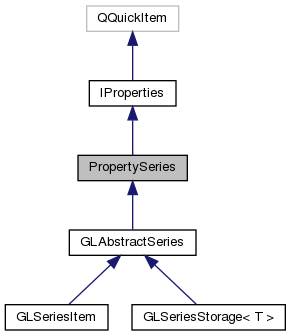 QQuickItem
IProperties
PropertySeries
GLAbstractSeries
GLSeriesItem
GLSeriesStorage< T >